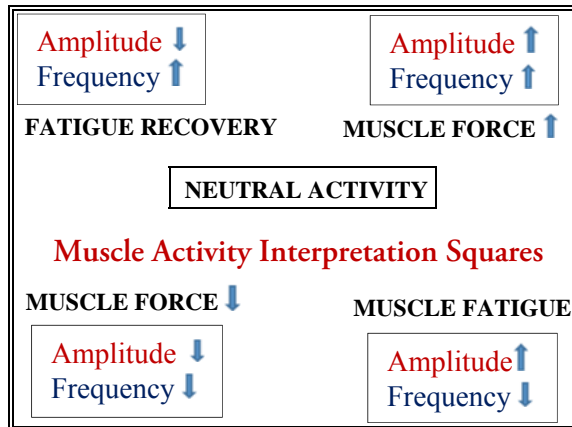 Amplitude ↓
Frequency ↑
FATIGUE RECOVERY
Amplitude ↑
Frequency ↑
MUSCLE FORCE ↑
NEUTRAL ACTIVITY
Muscle Activity Interpretation Squares
MUSCLE FORCE ↓
Amplitude ↓
Frequency ↓
MUSCLE FATIGUE
Amplitude ↑
Frequency ↓